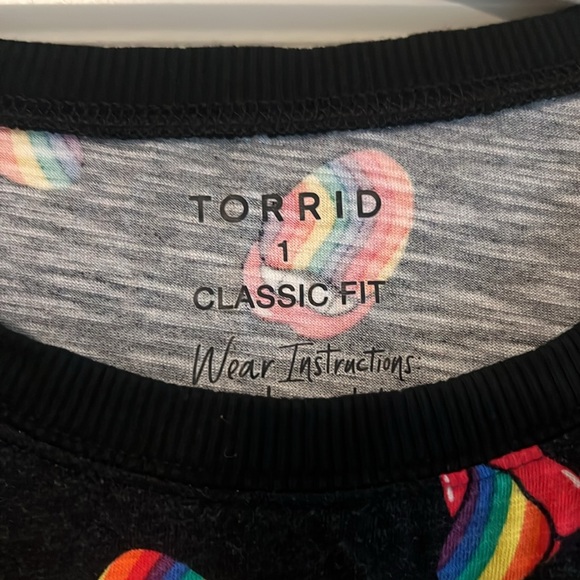 TORRID
1
CLASSIC FIT
Wear Instructions: